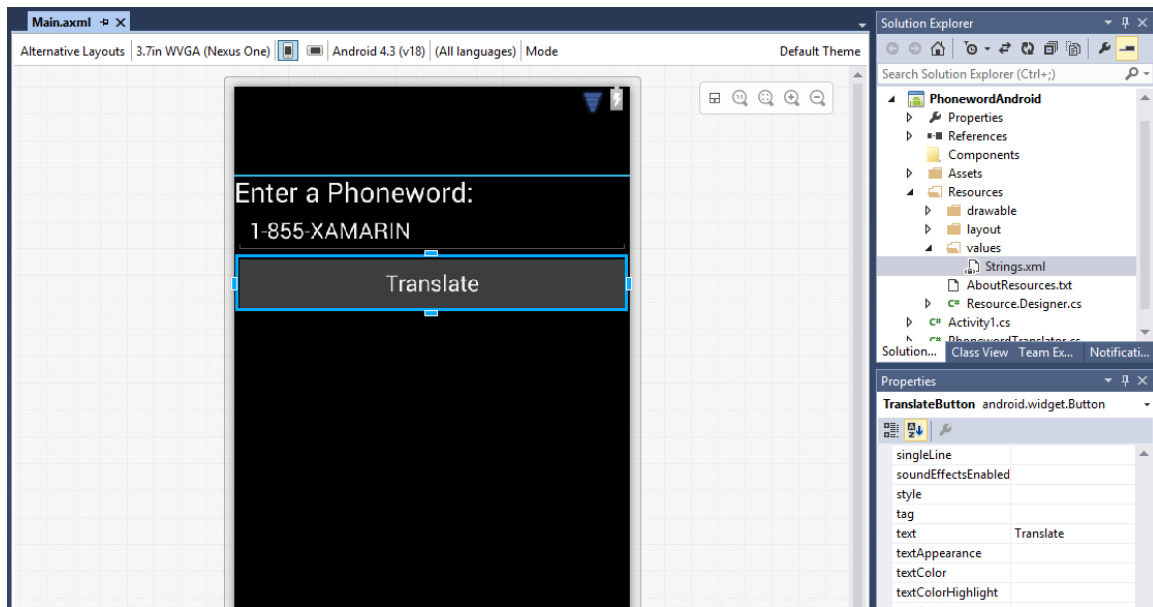 Main.axml
Alternative Layouts 3.7in WVGA (Nexus One) Android 4.3 (v18) (All languages) Mode Default Theme
Enter a Phoneword:
1-855-XAMARIN
Translate
Solution Explorer
Search Solution Explorer (Ctrl+;)
PhonewordAndroid
Properties
References
Components
Assets
Resources
drawable
layout
values
Strings.xml
AboutResources.txt
C# Resource.Designer.cs
C# Activity1.cs
C# PhonewordTranslator.cs
Solution... Class View Team Ex... Notificati...
Properties
TranslateButton android.widget.Button
singleLine
soundEffectsEnabled
style
tag
text Translate
textAppearance
textColor
textColorHighlight